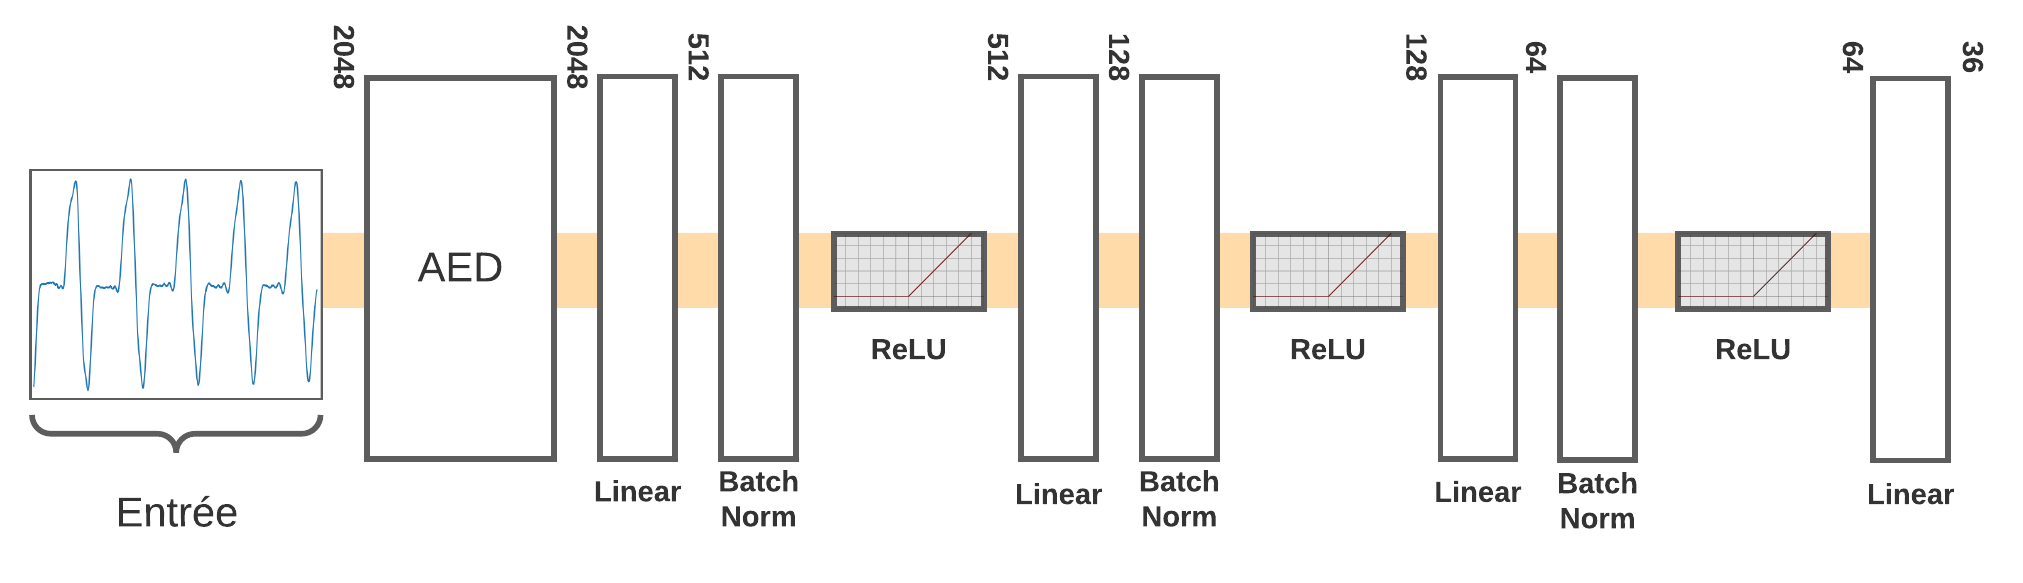 2048
2048
512
512
128
128
64
64
36
AED
ReLU
ReLU
ReLU
Linear
Batch
Norm
Linear
Batch
Norm
Linear
Batch
Norm
Linear
Entrée